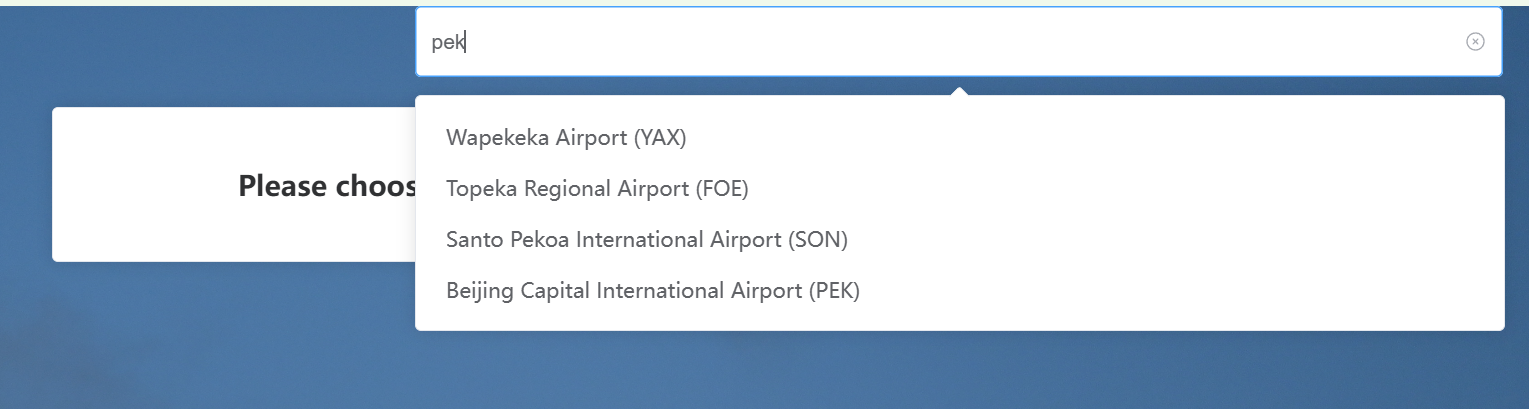 pek
Wapekeka Airport (YAX)
Please choos
Topeka Regional Airport (FOE)
Santo Pekoa International Airport (SON)
Beijing Capital International Airport (PEK)